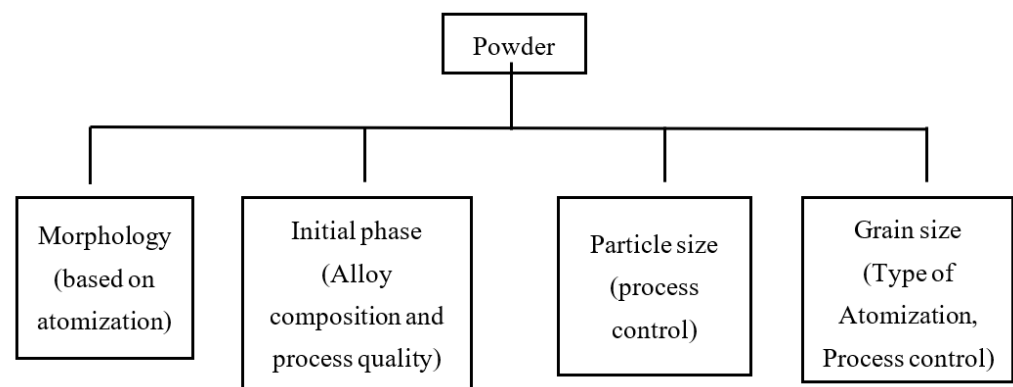 Powder
Morphology
(based on
atomization)
Initial phase
(Alloy
composition and
process quality)
Particle size
(process
control)
Grain size
(Type of
Atomization,
Process control)